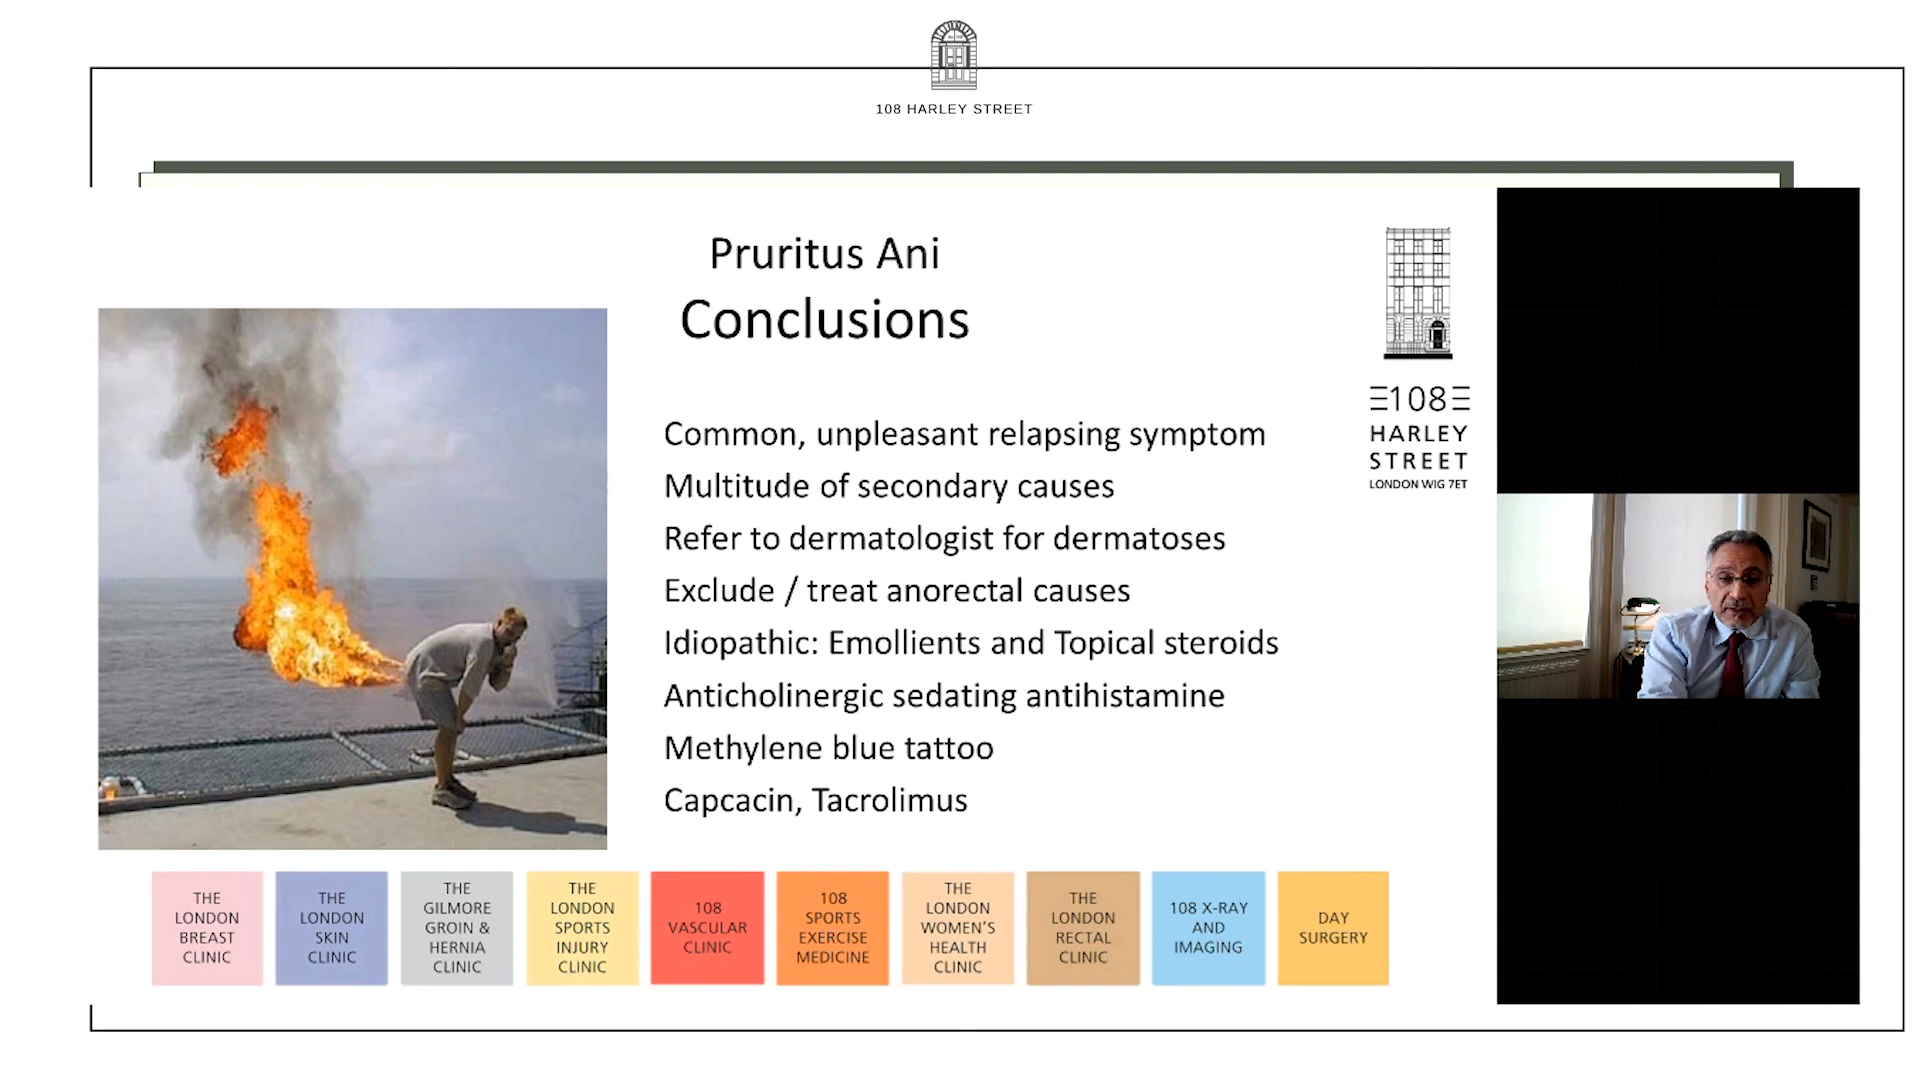 108 HARLEY STREET
Pruritus Ani
Conclusions
Common, unpleasant relapsing symptom
Multitude of secondary causes
Refer to dermatologist for dermatoses
Exclude / treat anorectal causes
Idiopathic: Emollients and Topical steroids
Anticholinergic sedating antihistamine
Methylene blue tattoo
Capcacin, Tacrolimus
108
HARLEY
STREET
LONDON WIG 7ET
THE
LONDON
BREAST
CLINIC
THE
LONDON
SKIN
CLINIC
THE
GILMORE
GROIN &
HERNIA
CLINIC
THE
LONDON
SPORTS
INJURY
CLINIC
108
VASCULAR
CLINIC
108
SPORTS
EXERCISE
MEDICINE
THE
LONDON
WOMEN'S
HEALTH
CLINIC
THE
LONDON
RECTAL
CLINIC
108 X-RAY
AND
IMAGING
DAY
SURGERY